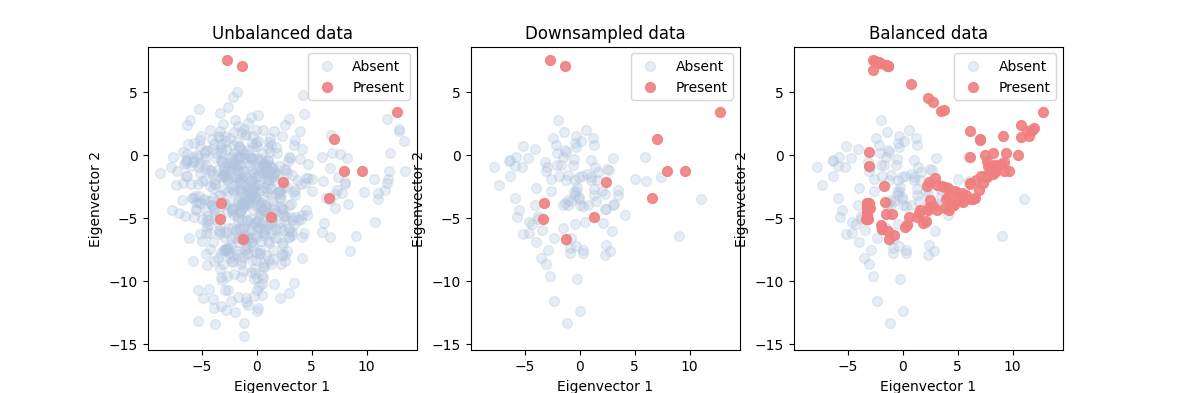 Unbalanced data
Absent
Present
5
0
−5
−10
−15
Eigenvector 2
−5
0
5
10
Eigenvector 1
Downsampled data
Absent
Present
5
0
−5
−10
−15
Eigenvector 2
−5
0
5
10
Eigenvector 1
Balanced data
Absent
Present
5
0
−5
−10
−15
Eigenvector 2
−5
0
5
10
Eigenvector 1